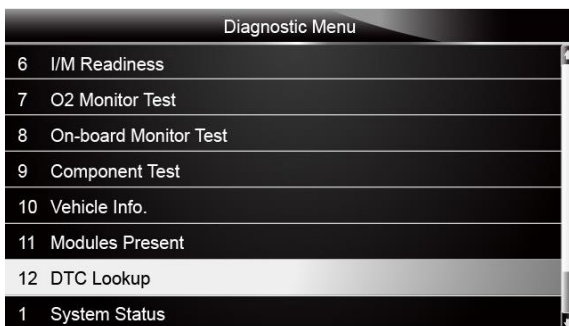 Diagnostic Menu
6 I/M Readiness
7 O2 Monitor Test
8 On-board Monitor Test
9 Component Test
10 Vehicle Info.
11 Modules Present
12 DTC Lookup
1 System Status